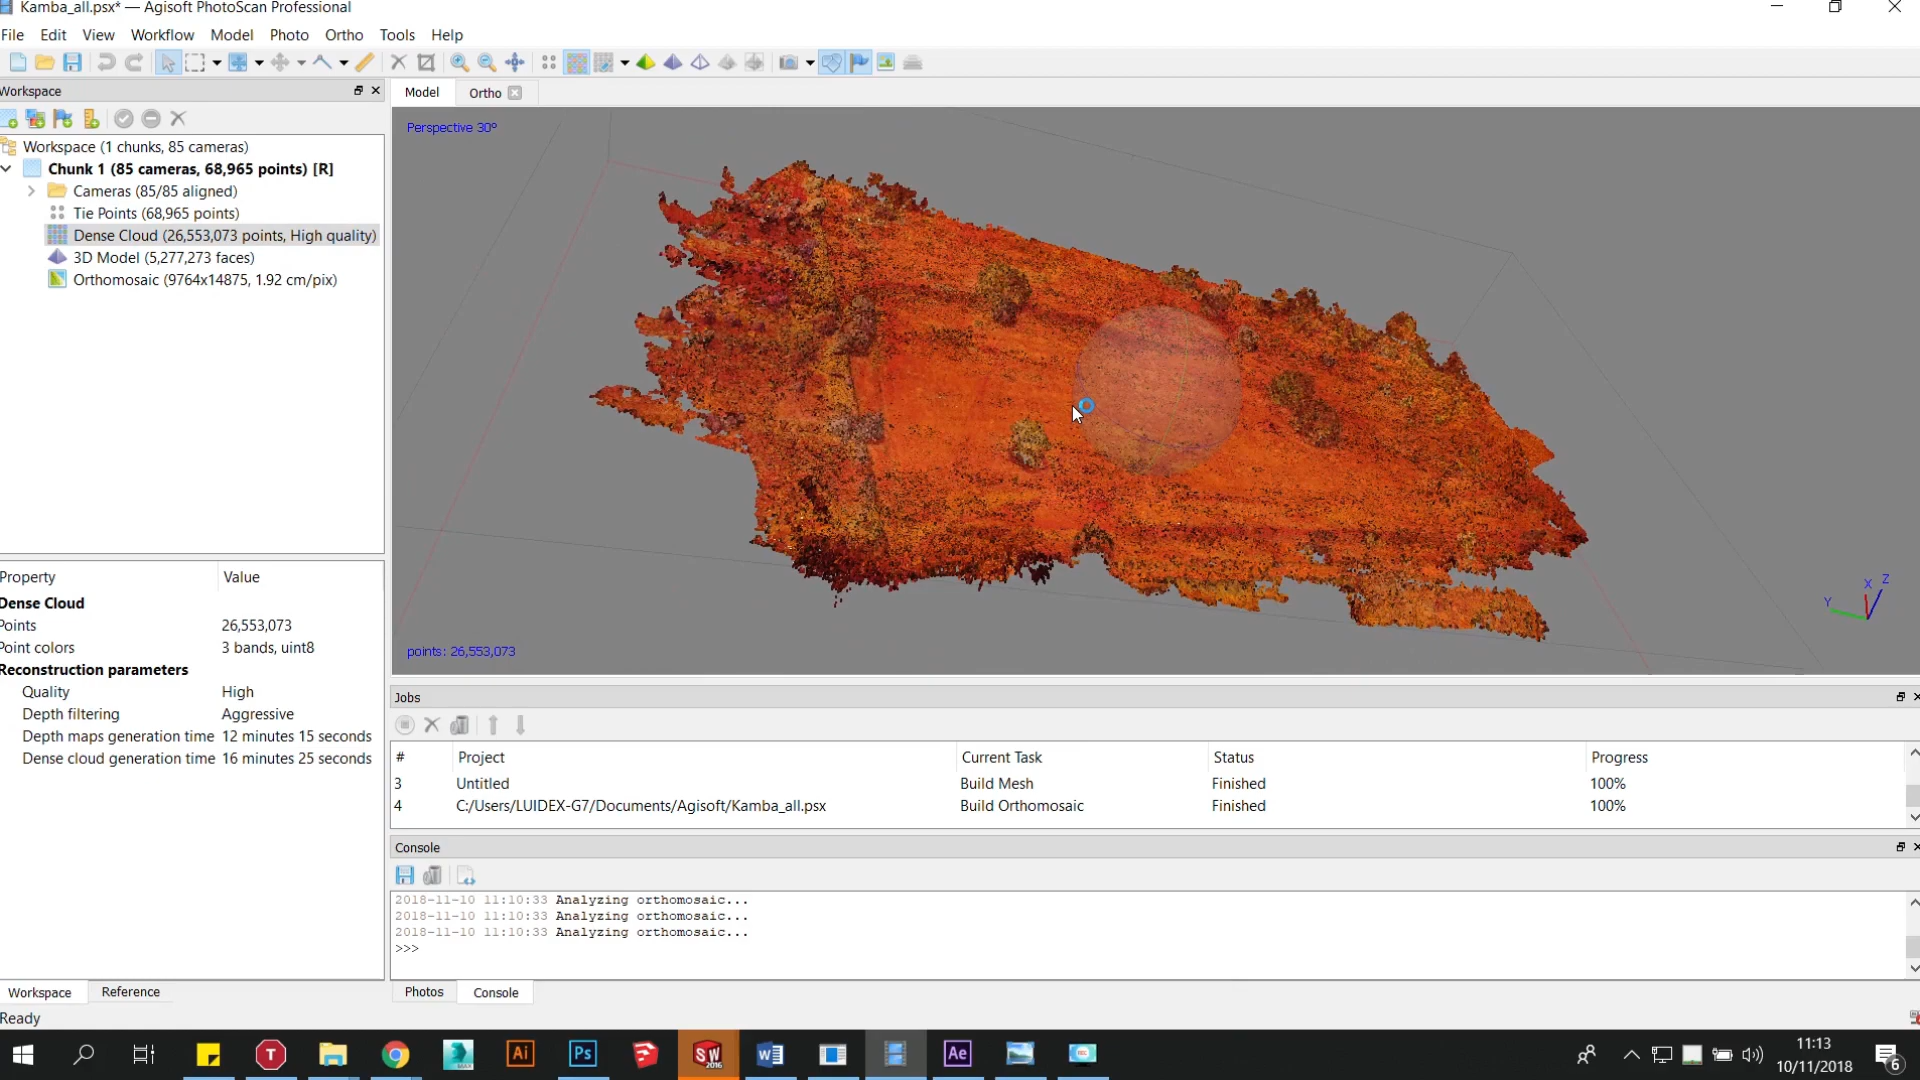 Kamba_all.psx* — Agisoft PhotoScan Professional
File Edit View Workflow Model Photo Ortho Tools Help
Workspace
Model Ortho
Workspace (1 chunks, 85 cameras)
Chunk 1 (85 cameras, 68,965 points) [R]
Cameras (85/85 aligned)
Tie Points (68,965 points)
Dense Cloud (26,553,073 points, High quality)
3D Model (5,277,273 faces)
Orthomosaic (9764x14875, 1.92 cm/pix)
Perspective 30°
X Z
Y
points: 26,553,073
Property Value
Dense Cloud
Points 26,553,073
Point colors 3 bands, uint8
Reconstruction parameters
Quality High
Depth filtering Aggressive
Depth maps generation time 12 minutes 15 seconds
Dense cloud generation time 16 minutes 25 seconds
Jobs
# Project Current Task Status Progress
3 Untitled Build Mesh Finished 100%
4 C:/Users/LUIDEX-G7/Documents/Agisoft/Kamba_all.psx Build Orthomosaic Finished 100%
Console
2018-11-10 11:10:33 Analyzing orthomosaic...
2018-11-10 11:10:33 Analyzing orthomosaic...
2018-11-10 11:10:33 Analyzing orthomosaic...
>>>
Workspace Reference
Photos Console
Ready
T Ai Ps SW 2016 W Ae
11:13
10/11/2018
6